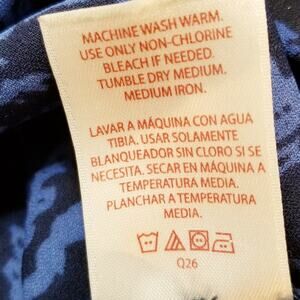 MACHINE WASH WARM.
USE ONLY NON-CHLORINE
BLEACH IF NEEDED.
TUMBLE DRY MEDIUM.
MEDIUM IRON.
LAVAR A MÁQUINA CON AGUA
TIBIA. USAR SOLAMENTE
BLANQUEADOR SIN CLORO SI SE
NECESITA. SECAR EN MÁQUINA A
TEMPERATURA MEDIA.
PLANCHAR A TEMPERATURA
MEDIA.
Q26